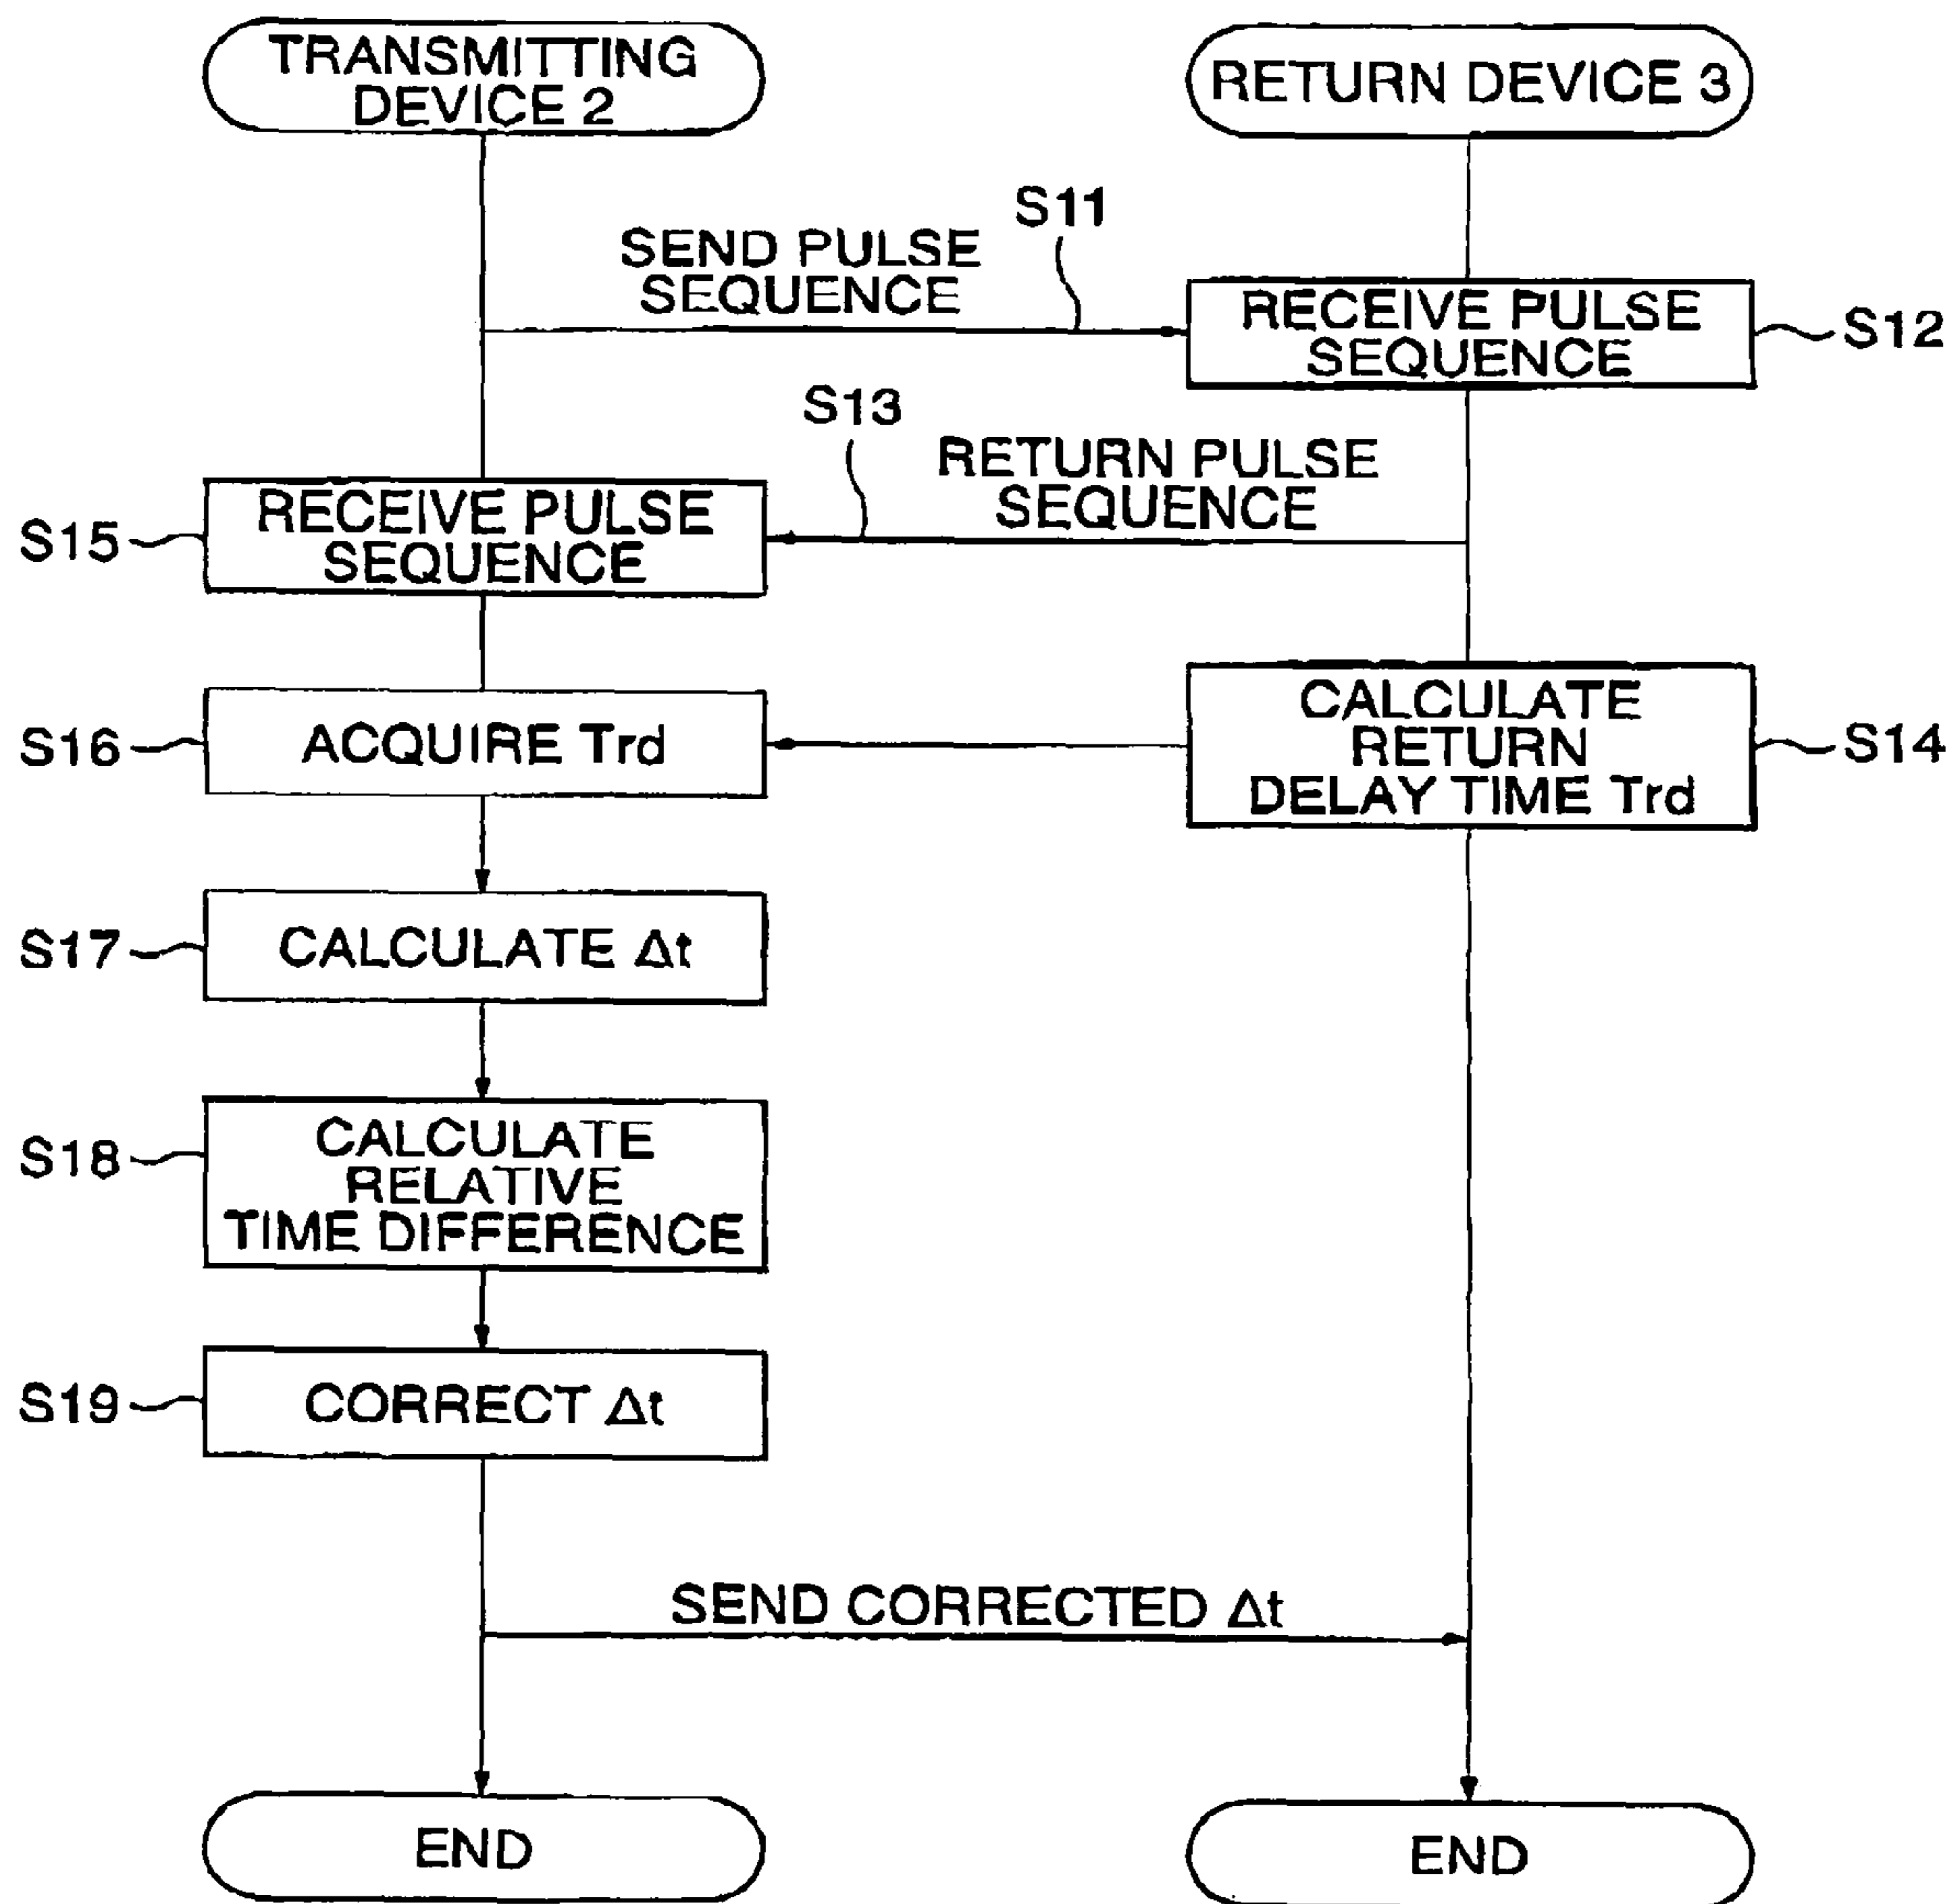 TRANSMITTING
DEVICE 2
RETURN DEVICE 3
S11
SEND PULSE
SEQUENCE
RECEIVE PULSE
SEQUENCE
S12
S13
RETURN PULSE
SEQUENCE
S15
RECEIVE PULSE
SEQUENCE
S16
ACQUIRE Trd
CALCULATE
RETURN
DELAY TIME Trd
S14
S17
CALCULATE Δt
S18
CALCULATE
RELATIVE
TIME DIFFERENCE
S19
CORRECT Δt
SEND CORRECTED Δt
END
END